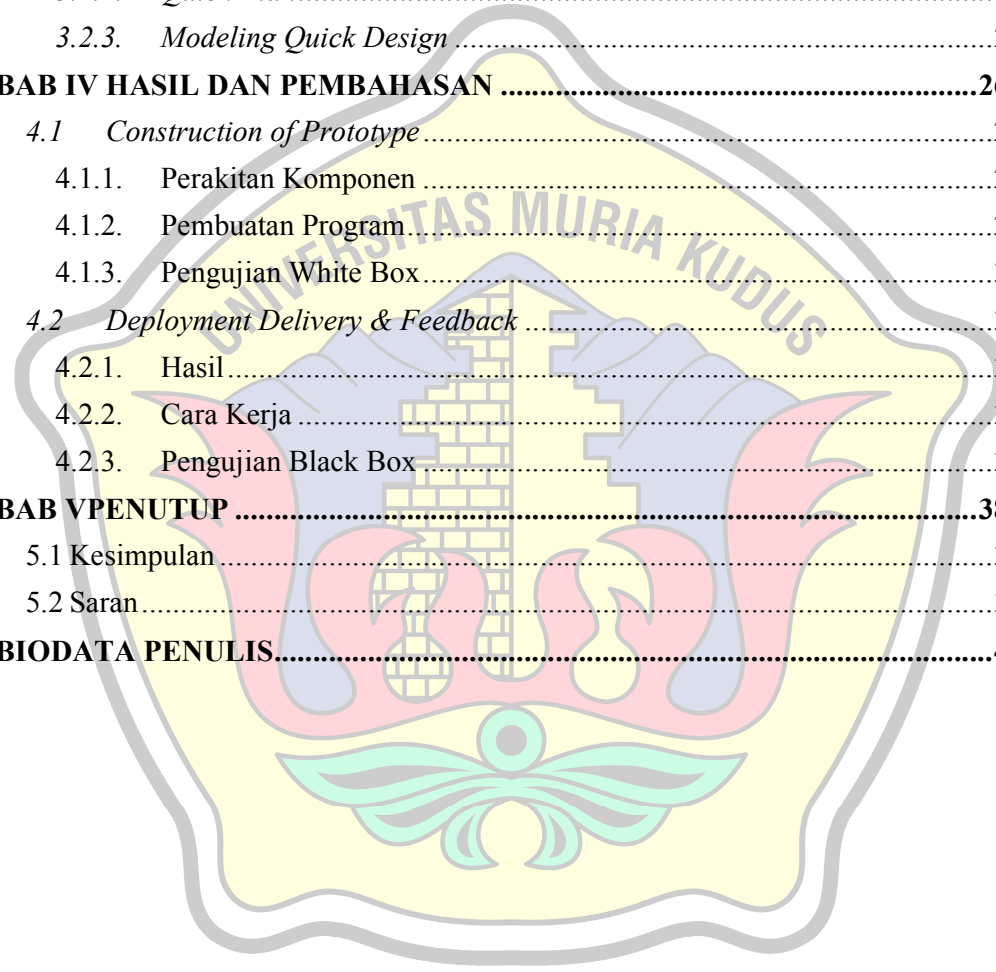 3.2.3. Modeling Quick Design
BAB IV HASIL DAN PEMBAHASAN
4.1 Construction of Prototype
4.1.1. Perakitan Komponen
4.1.2. Pembuatan Program
4.1.3. Pengujian White Box
4.2 Deployment Delivery & Feedback
4.2.1. Hasil
4.2.2. Cara Kerja
4.2.3. Pengujian Black Box
BAB VPENUTUP 38
5.1 Kesimpulan
5.2 Saran
BIODATA PENULIS
UNIVERSITAS MURIA KUDUS